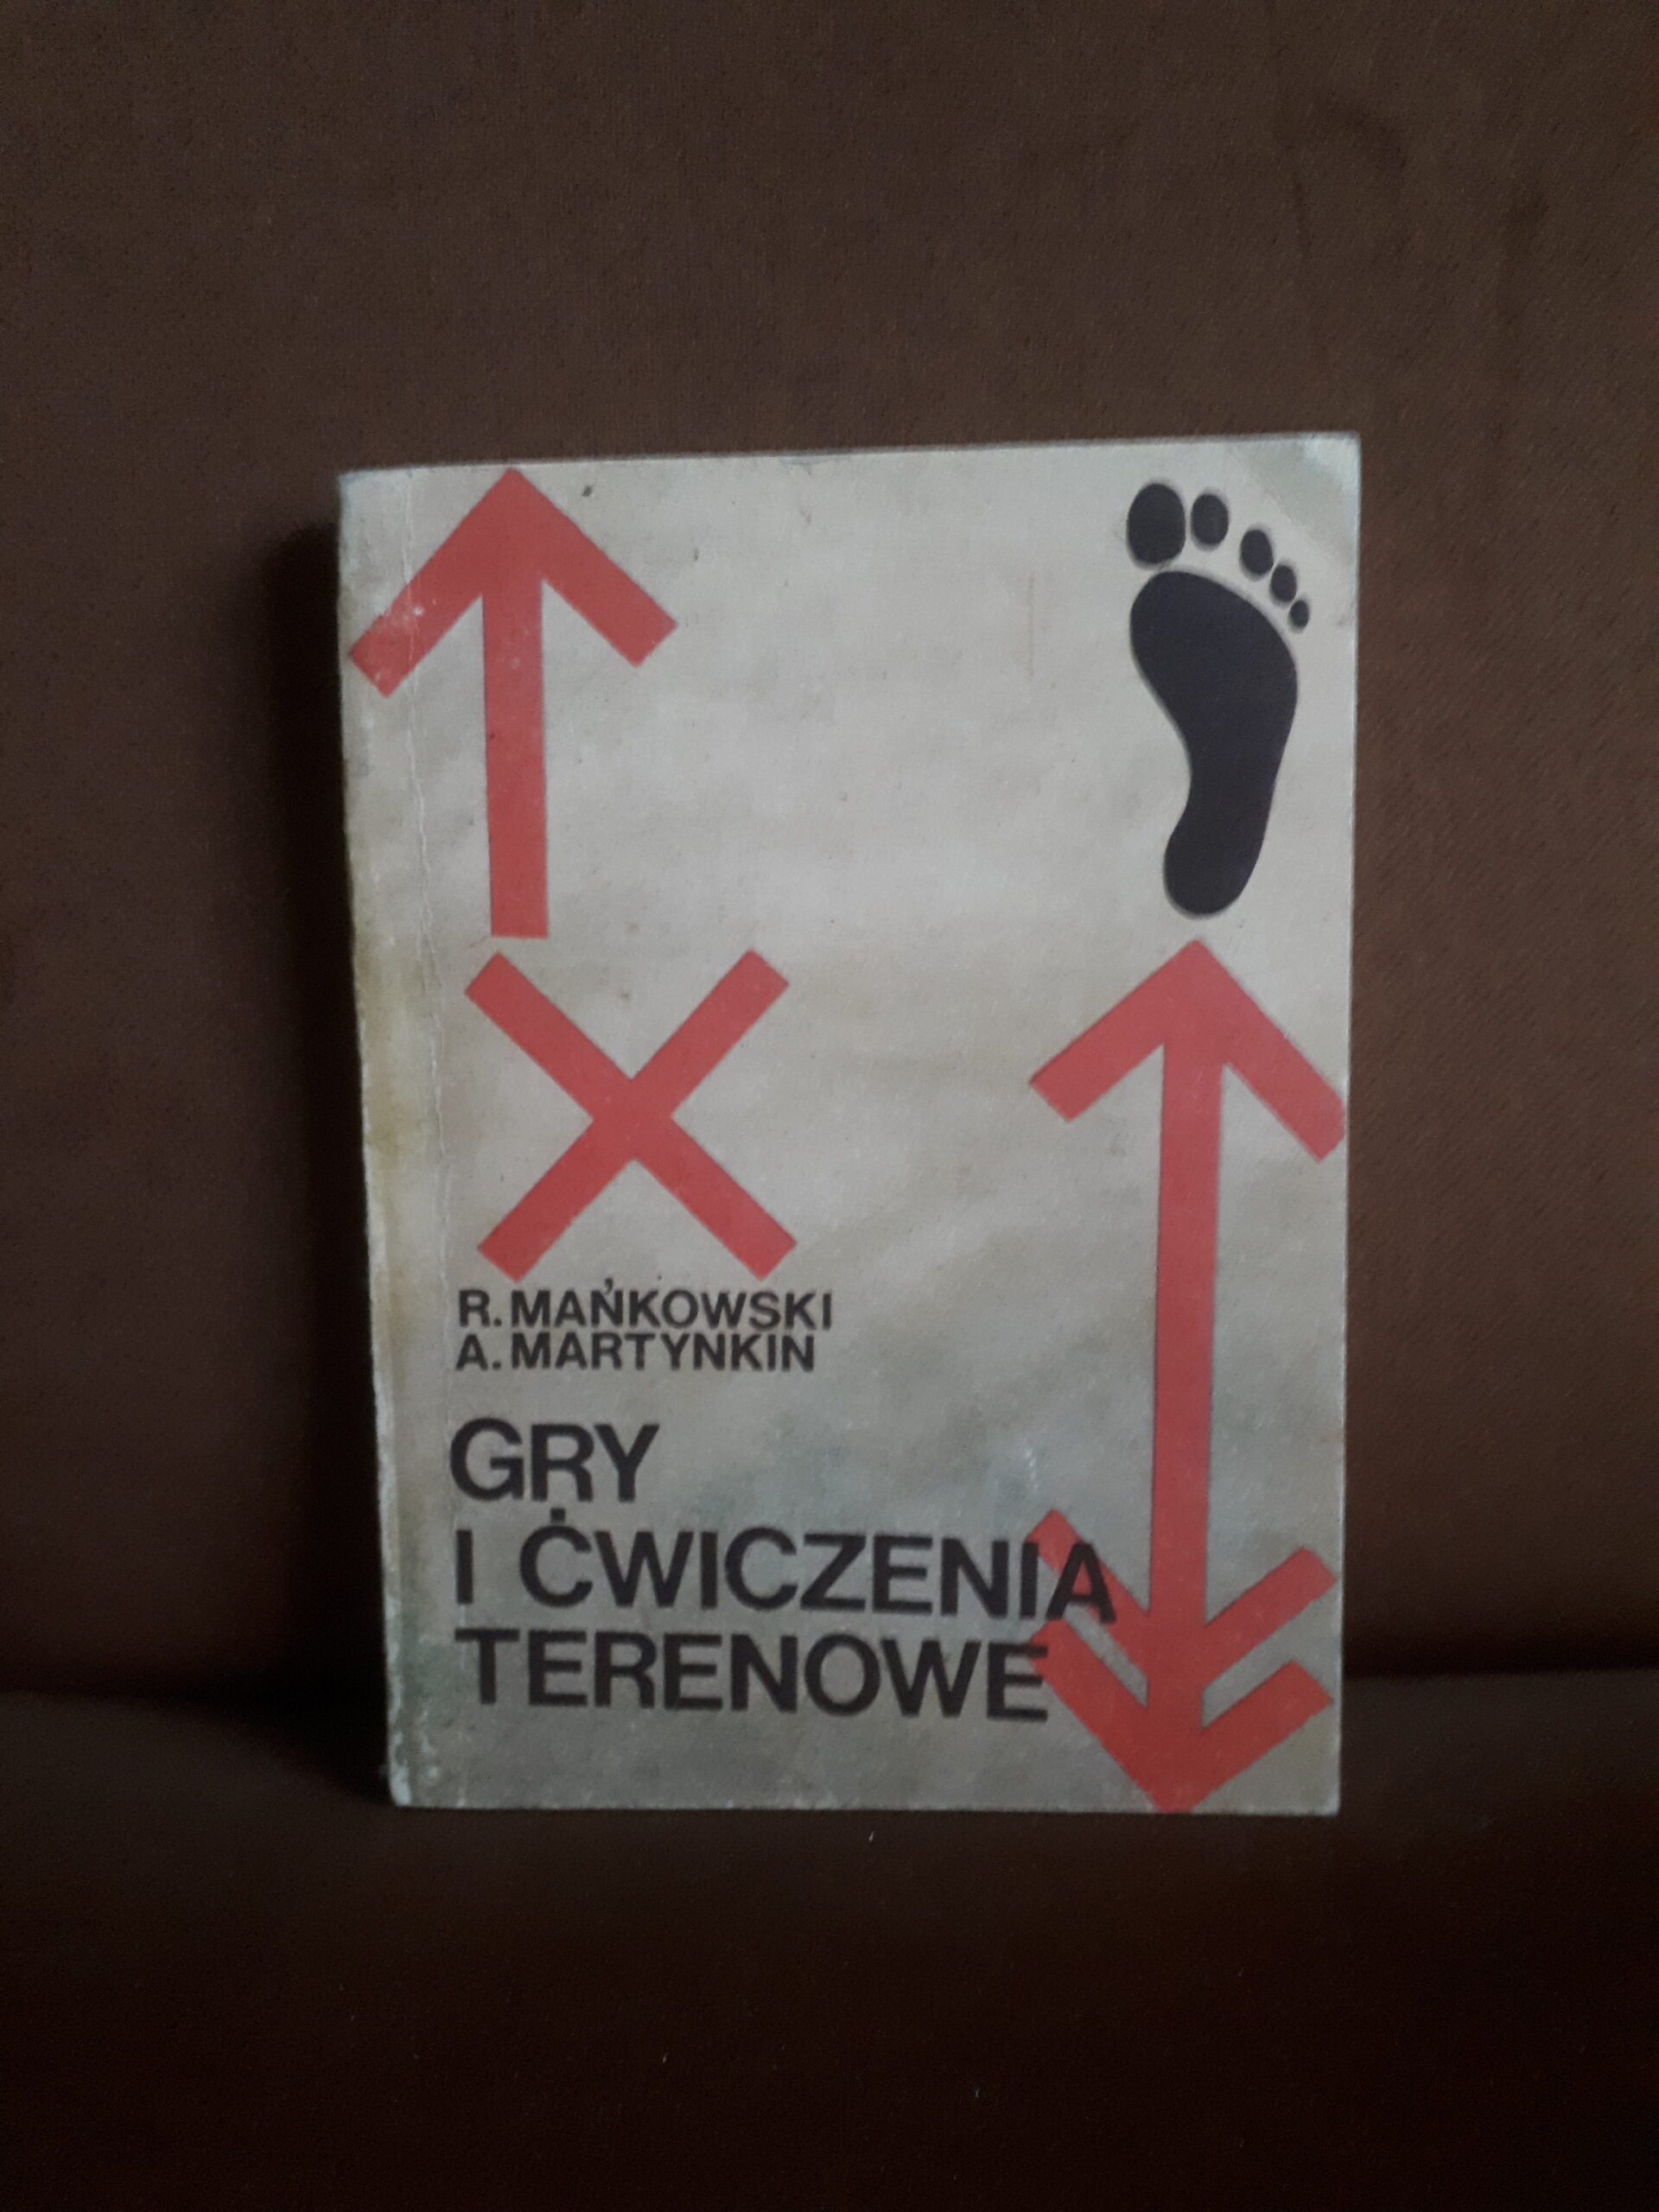 R. MAŃKOWSKI
A. MARTYNKIN
GRY
I ĆWICZENIA
TERENOWE